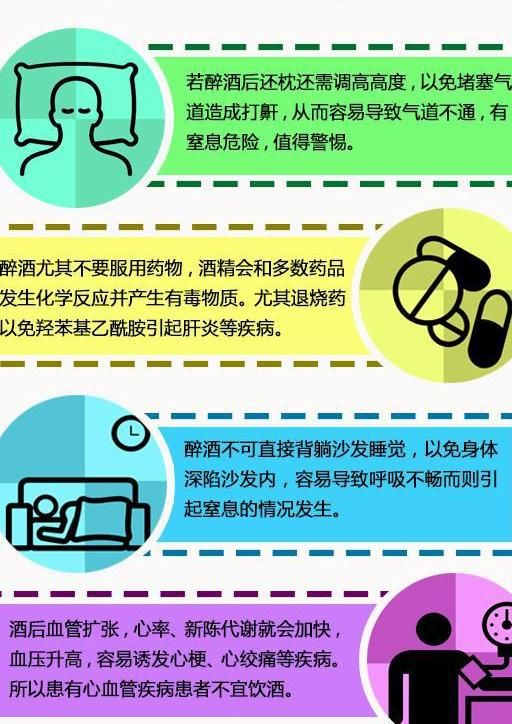 若醉酒后还枕还需调高高度，以免堵塞气
道造成打鼾，从而容易导致气道不通，有
窒息危险，值得警惕。
醉酒尤其不要服用药物，酒精会和多数药品
发生化学反应并产生有毒物质。尤其退烧药
以免羟苯基乙酰胺引起肝炎等疾病。
醉酒不可直接背躺沙发睡觉，以免身体
深陷沙发内，容易导致呼吸不畅而则引
起窒息的情况发生。
酒后血管扩张，心率、新陈代谢就会加快，
血压升高，容易诱发心梗、心绞痛等疾病。
所以患有心血管疾病患者不宜饮酒。